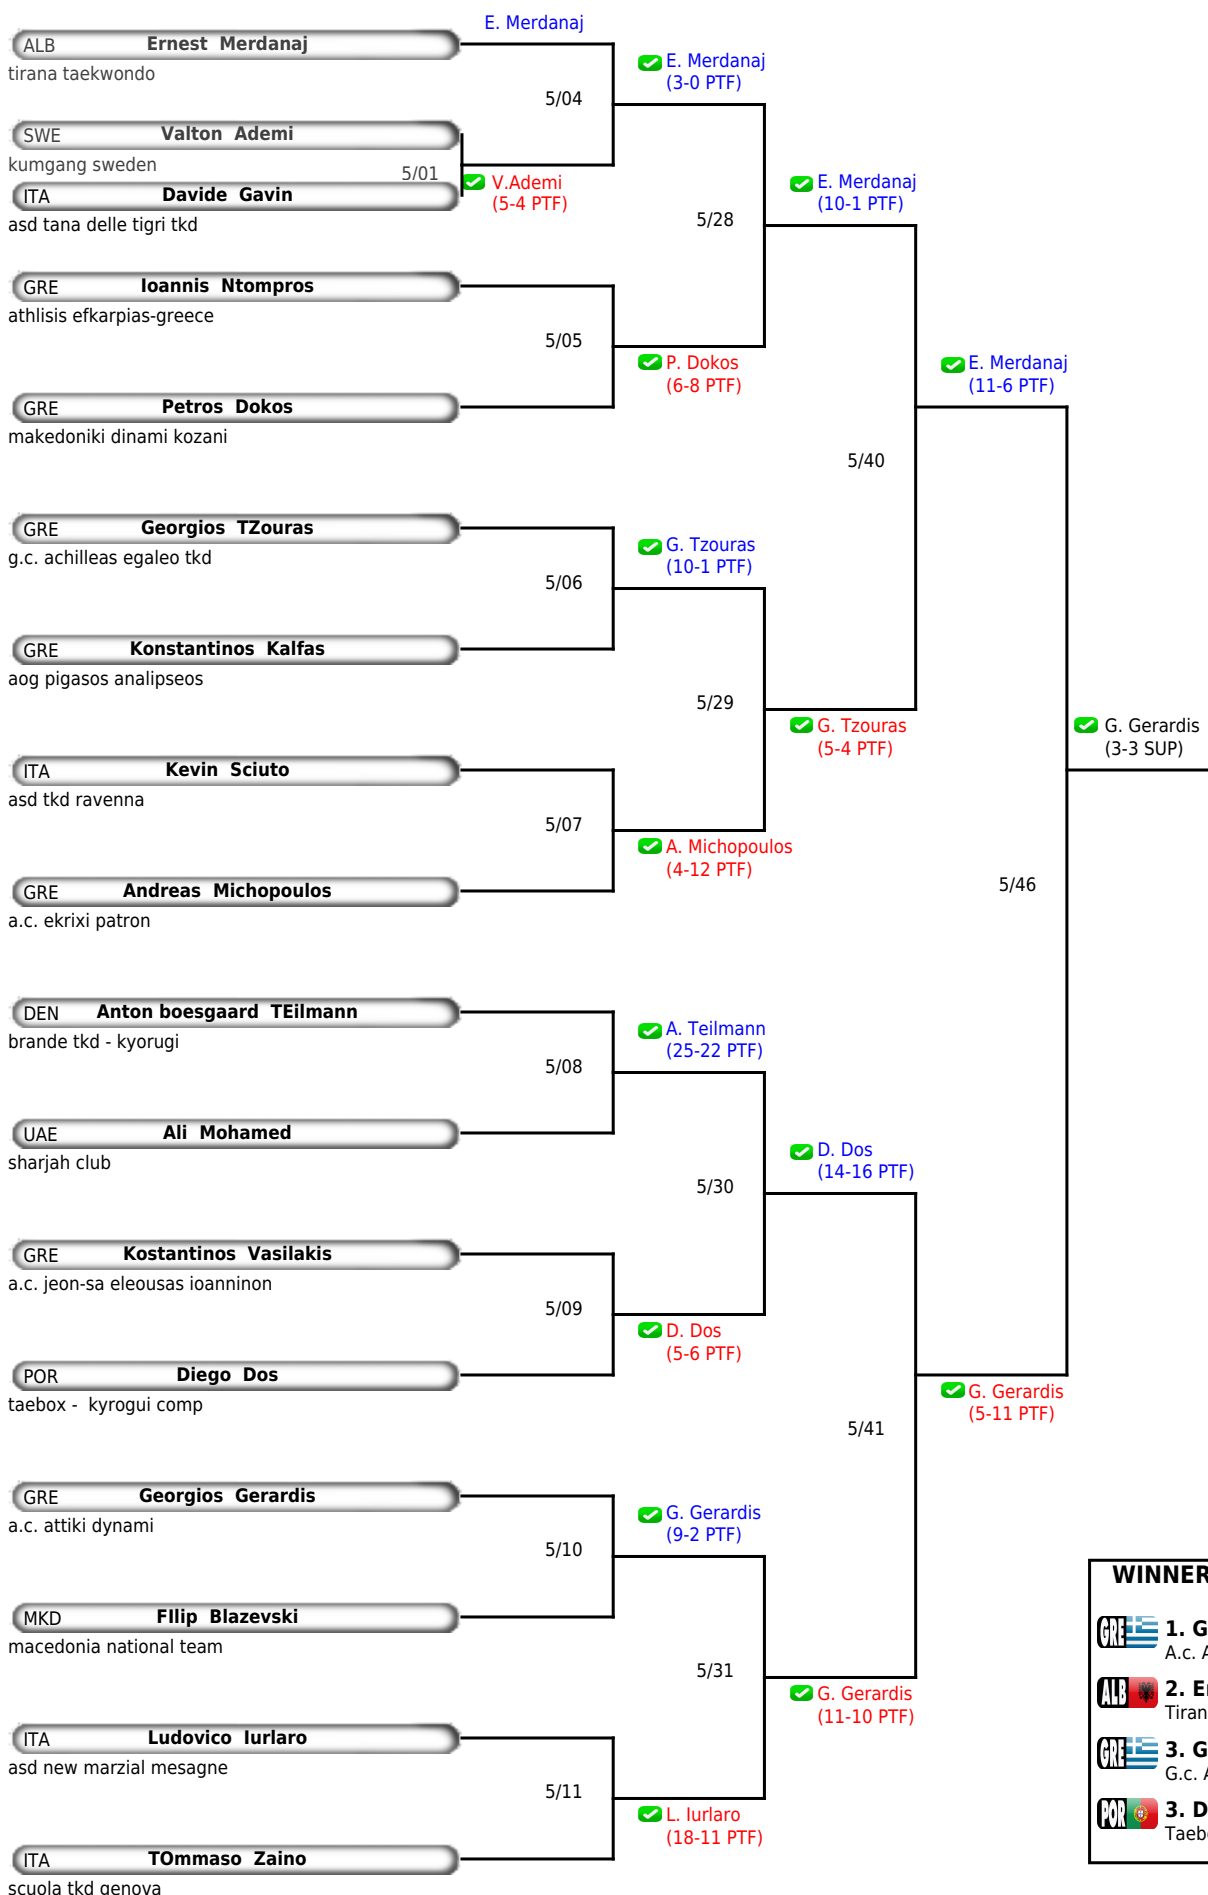 E. Merdanaj
ALB Ernest Merdanaj
tirana taekwondo
E. Merdanaj
(3-0 PTF)
5/04
SWE Valton Ademi
kumgang sweden
5/01
V.Ademi
(5-4 PTF)
ITA Davide Gavin
asd tana delle tigri tkd
E. Merdanaj
(10-1 PTF)
5/28
GRE Ioannis Ntompros
athlisis efkarpias-greece
5/05
P. Dokos
(6-8 PTF)
E. Merdanaj
(11-6 PTF)
GRE Petros Dokos
makedoniki dinami kozani
5/40
GRE Georgios TZouras
g.c. achilleas egaleo tkd
G. Tzouras
(10-1 PTF)
5/06
GRE Konstantinos Kalfas
aog pigasos analipseos
5/29
G. Tzouras
(5-4 PTF)
G. Gerardis
(3-3 SUP)
ITA Kevin Sciuto
asd tkd ravenna
5/07
A. Michopoulos
(4-12 PTF)
GRE Andreas Michopoulos
a.c. ekrixi patron
5/46
DEN Anton boesgaard TEilmann
brande tkd - kyorugi
A. Teilmann
(25-22 PTF)
5/08
UAE Ali Mohamed
sharjah club
D. Dos
(14-16 PTF)
5/30
GRE Kostantinos Vasilakis
a.c. jeon-sa eleousas ioanninon
5/09
D. Dos
(5-6 PTF)
POR Diego Dos
taebox - kyrogui comp
G. Gerardis
(5-11 PTF)
5/41
GRE Georgios Gerardis
a.c. attiki dynami
G. Gerardis
(9-2 PTF)
5/10
MKD FIlip Blazevski
macedonia national team
5/31
G. Gerardis
(11-10 PTF)
ITA Ludovico Iurlaro
asd new marzial mesagne
5/11
L. Iurlaro
(18-11 PTF)
ITA TOmmaso Zaino
scuola tkd genova
WINNER
GRE 1. G
A.c. A
ALB 2. Er
Tiran
GRE 3. G
G.c. A
POR 3. D
Taeb